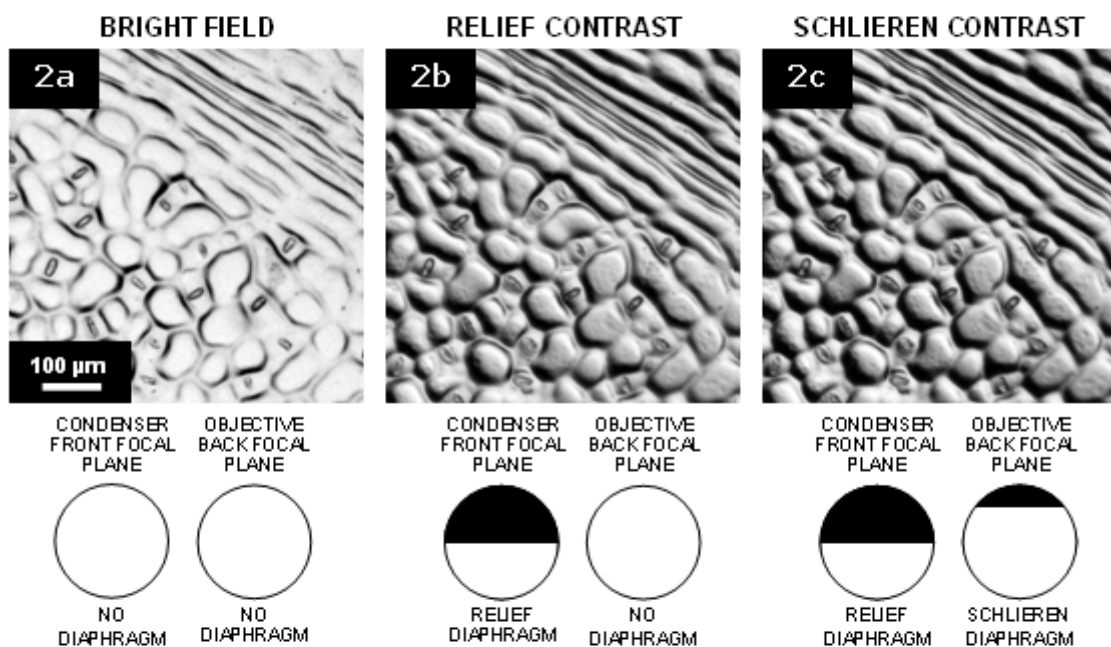 BRIGHT FIELD
RELIEF CONTRAST
SCHLIEREN CONTRAST
2a
2b
2c
100 µm
CONDENSER
FRONT FOCAL
PLANE
OBJECTIVE
BACK FOCAL
PLANE
CONDENSER
FRONT FOCAL
PLANE
OBJECTIVE
BACK FOCAL
PLANE
CONDENSER
FRONT FOCAL
PLANE
OBJECTIVE
BACK FOCAL
PLANE
NO
DIAPHRAGM
NO
DIAPHRAGM
RELIEF
DIAPHRAGM
NO
DIAPHRAGM
RELIEF
DIAPHRAGM
SCHLIEREN
DIAPHRAGM